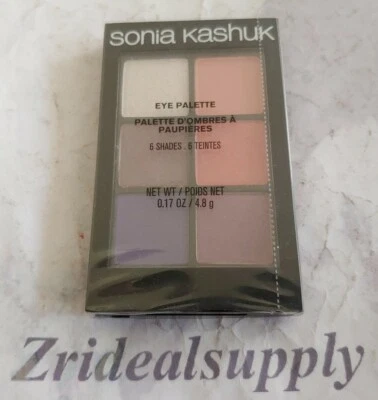 sonia kashuk
EYE PALETTE
PALETTE D'OMBRES À
PAUPIÈRES
6 SHADES . 6 TEINTES
NET WT / POIDS NET
0.17 OZ / 4.8 g
Zridealsupply